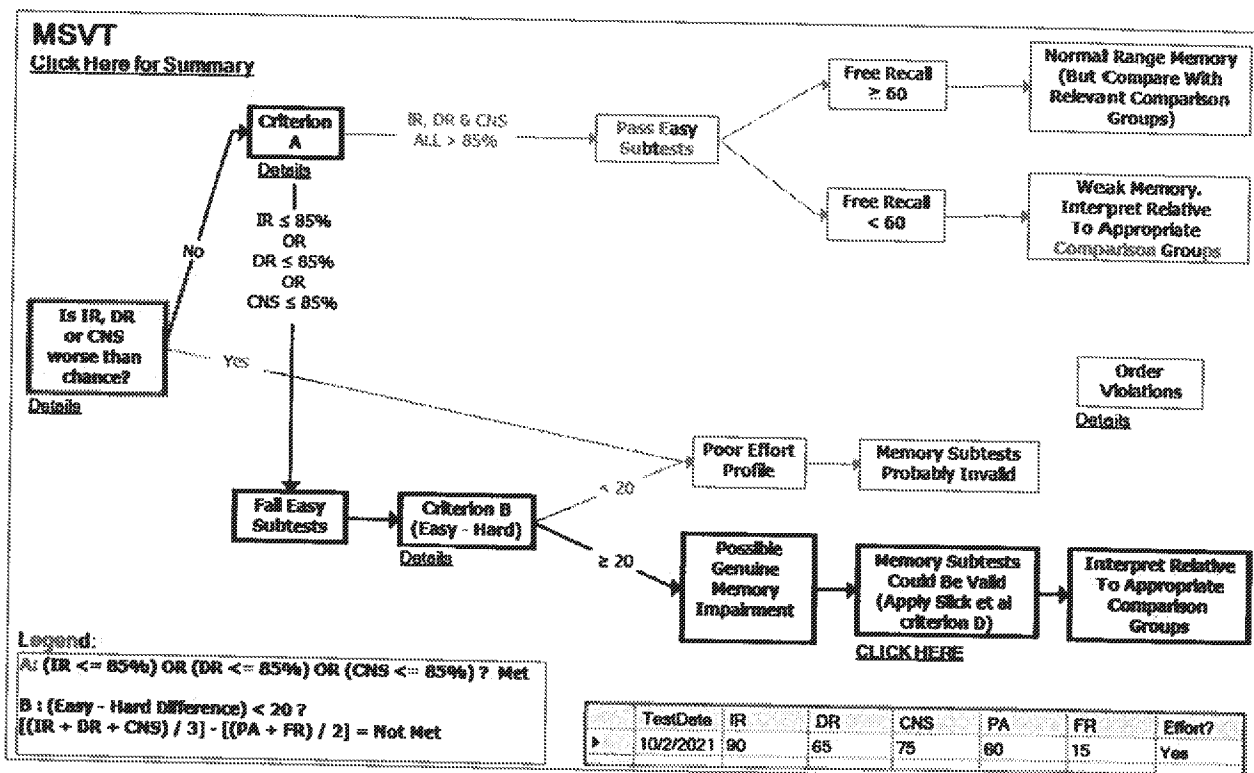 MSVT
Click Here for Summary
Criterion
A
Details
IR, DR & CNS
ALL > 85%
Pass Easy
Subtests
Free Recall
≥ 60
Normal Range Memory
(But Compare With
Relevant Comparison
Groups)
Free Recall
< 60
Weak Memory.
Interpret Relative
To Appropriate
Comparison Groups
No
IR ≤ 85%
OR
DR ≤ 85%
OR
CNS ≤ 85%
Is IR, DR
or CNS
worse than
chance?
Details
Yes
Order
Violations
Details
Poor Effort
Profile
Memory Subtests
Probably Invalid
< 20
Fail Easy
Subtests
Criterion B
(Easy - Hard)
Details
≥ 20
Possible
Genuine
Memory
Impairment
Memory Subtests
Could Be Valid
(Apply Slick et al
criterion D)
CLICK HERE
Interpret Relative
To Appropriate
Comparison
Groups
Legend:
A: (IR <= 85%) OR (DR <= 85%) OR (CNS <= 85%) ? Met
B : (Easy - Hard Difference) < 20 ?
[((IR + DR + CNS) / 3] - [(PA + FR) / 2] = Not Met
TestDate IR DR CNS PA FR Effort?
10/2/2021 90 65 75 60 15 Yes